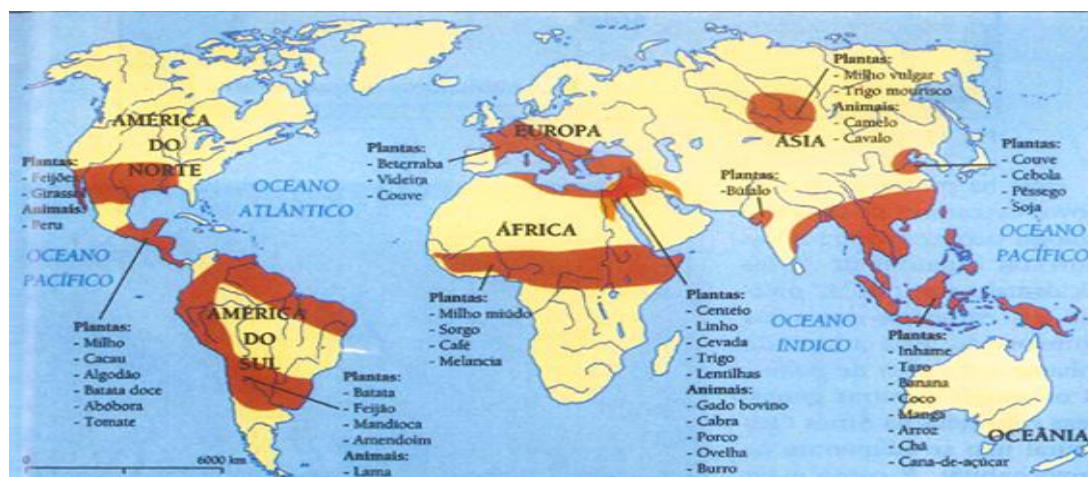 AMÉRICA
DO
NORTE
Plantas:
- Feijões
- Girassol
Animais:
- Peru
OCEANO
ATLÂNTICO
OCEANO
PACÍFICO
Plantas:
- Milho
- Cacau
- Algodão
- Batata doce
- Abóbora
- Tomate
AMÉRICA
DO
SUL
Plantas:
- Batata
- Feijão
- Mandioca
- Amendoim
Animais:
- Lama
0 6000 km
Plantas:
- Beterraba
- Videira
- Couve
EUROPA
ÁFRICA
Plantas:
- Milho miúdo
- Sorgo
- Café
- Melancia
Plantas:
- Centeio
- Linho
- Cevada
- Trigo
- Lentilhas
Animais:
- Gado bovino
- Cabra
- Porco
- Ovelha
- Burro
Plantas:
- Milho vulgar
- Trigo mourisco
Animais:
- Camelo
- Cavalo
ÁSIA
Plantas:
-Búfalo
Plantas:
- Couve
- Cebola
- Pêssego
- Soja
OCEANO
PACÍFICO
OCEANO
ÍNDICO
Plantas:
- Inhame
- Taro
- Banana
- Coco
- Manga
- Arroz
- Chá
- Cana-de-açúcar
OCEÂNIA